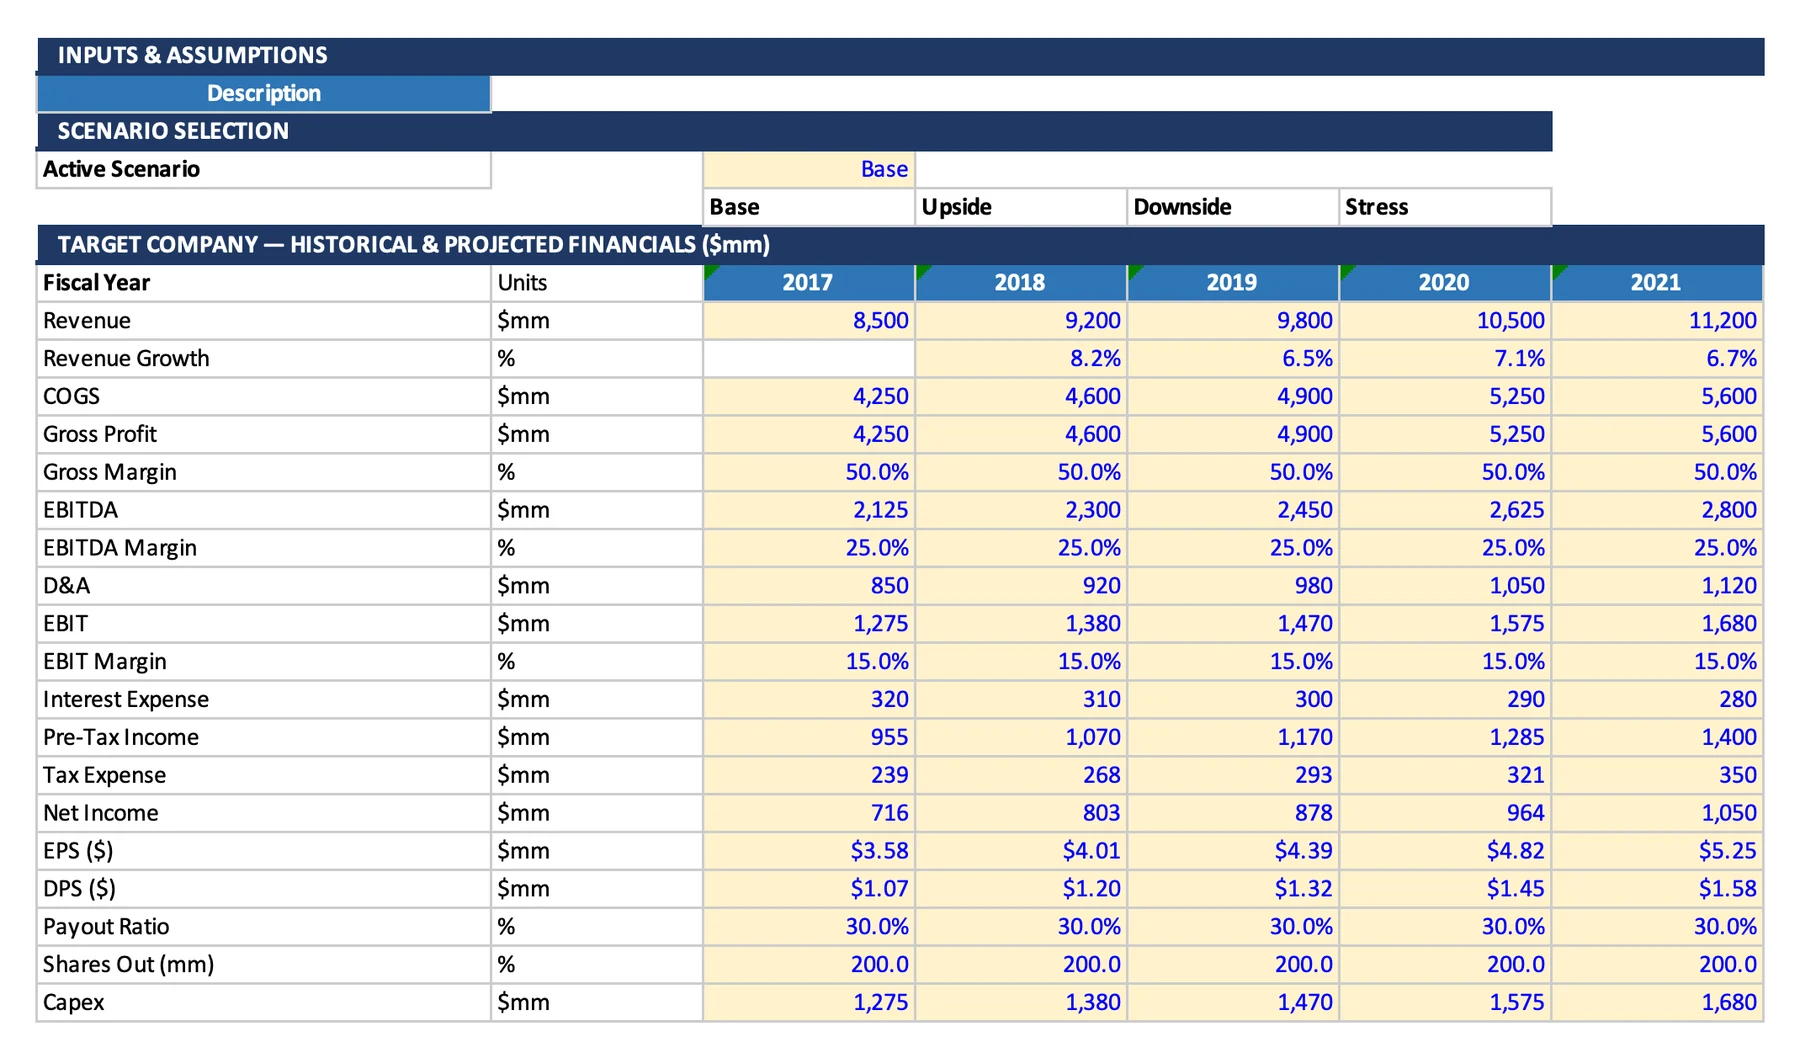 INPUTS & ASSUMPTIONS
Description
SCENARIO SELECTION
Active Scenario Base
Base Upside Downside Stress
TARGET COMPANY — HISTORICAL & PROJECTED FINANCIALS ($mm)
Fiscal Year Units 2017 2018 2019 2020 2021
Revenue $mm 8,500 9,200 9,800 10,500 11,200
Revenue Growth % 8.2% 6.5% 7.1% 6.7%
COGS $mm 4,250 4,600 4,900 5,250 5,600
Gross Profit $mm 4,250 4,600 4,900 5,250 5,600
Gross Margin % 50.0% 50.0% 50.0% 50.0% 50.0%
EBITDA $mm 2,125 2,300 2,450 2,625 2,800
EBITDA Margin % 25.0% 25.0% 25.0% 25.0% 25.0%
D&A $mm 850 920 980 1,050 1,120
EBIT $mm 1,275 1,380 1,470 1,575 1,680
EBIT Margin % 15.0% 15.0% 15.0% 15.0% 15.0%
Interest Expense $mm 320 310 300 290 280
Pre-Tax Income $mm 955 1,070 1,170 1,285 1,400
Tax Expense $mm 239 268 293 321 350
Net Income $mm 716 803 878 964 1,050
EPS ($) $mm $3.58 $4.01 $4.39 $4.82 $5.25
DPS ($) $mm $1.07 $1.20 $1.32 $1.45 $1.58
Payout Ratio % 30.0% 30.0% 30.0% 30.0% 30.0%
Shares Out (mm) % 200.0 200.0 200.0 200.0 200.0
Capex $mm 1,275 1,380 1,470 1,575 1,680